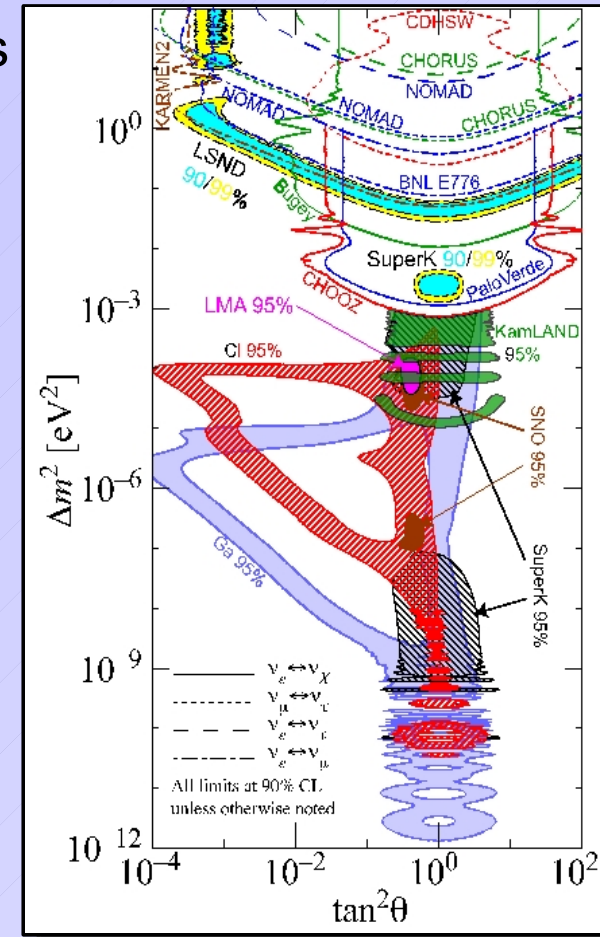 s
CDHSW
KARMEN2
CHORUS
NOMAD
NOMAD
NOMAD
CHORUS
10⁰
LSND
90/99%
BNL E776
Bugey
SuperK 90/99%
CHOOZ
PaloVerde
10⁻³
LMA 95%
KamLAND
95%
Cl 95%
SNO 95%
Δm² [eV²]
10⁻⁶
Ga 95%
SuperK 95%
10 9
νₑ↔νχ
νμ↔ντ
νₑ↔ντ
νₑ↔νμ
All limits at 90% CL
unless otherwise noted
10 12
10⁻⁴
10⁻²
10⁰
10²
tan²θ